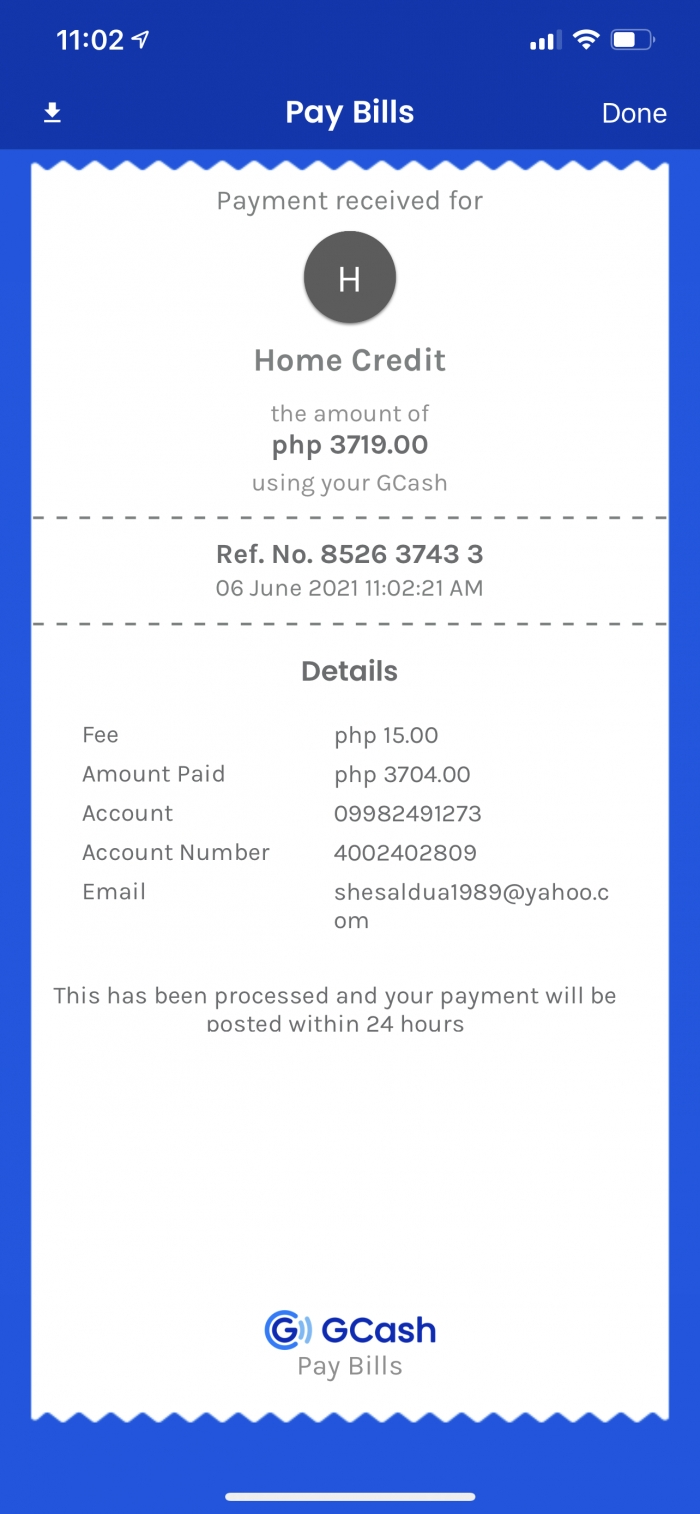 11:02
Pay Bills
Done
Payment received for
H
Home Credit
the amount of
php 3719.00
using your GCash
Ref. No. 8526 3743 3
06 June 2021 11:02:21 AM
Details
Fee php 15.00
Amount Paid php 3704.00
Account 09982491273
Account Number 4002402809
Email shesaldua1989@yahoo.c
om
This has been processed and your payment will be
posted within 24 hours
G GCash
Pay Bills